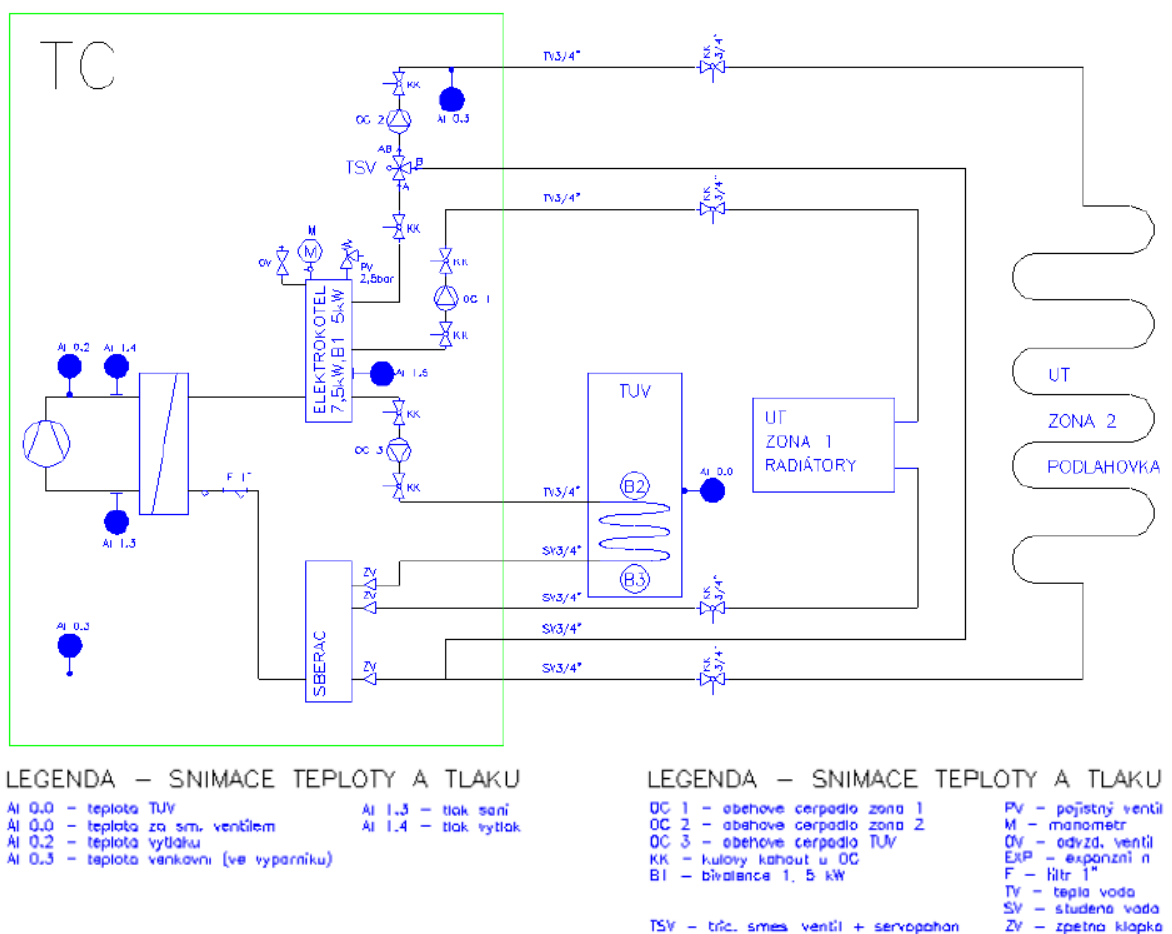 TC
TV3/4"
KK
3/4"
KK
OC 2
AI 0.3
AB
B
TSV
A
TV3/4"
KK
3/4"
KK
M
M
OV
PV
2,5bar
KK
OC 1
KK
ELEKTROKOTEL
7,5kW,B1 5kW
AI 0.2
AI 1.4
KK
OC 3
KK
TUV
UT
ZONA 1
RADIÁTORY
UT
ZONA 2
PODLAHOVKA
AI 0.0
B2
TV3/4"
F 1"
AI 1.3
SV3/4"
B3
ZV
ZV
SV3/4"
KK
3/4"
SV3/4"
AI 0.3
SBERAC
ZV
SV3/4"
KK
3/4"
LEGENDA – SNIMACE TEPLOTY A TLAKU
AI 0.0 – teplota TUV
AI 0.0 – teplota za sm. ventilem
AI 0.2 – teplota vytlaku
AI 0.3 – teplota venkovni (ve vyparniku)
AI 1.3 – tlak saní
AI 1.4 – tlak vytlak
LEGENDA – SNIMACE TEPLOTY A TLAKU
OC 1 – obehove cerpadlo zona 1
OC 2 – obehove cerpadlo zona 2
OC 3 – obehove cerpadlo TUV
KK – kulovy kohout u OC
B1 – bivalence 1, 5 kW
TSV – tríc. smes ventil + servopohon
PV – pojistný ventil
M – manometr
OV – odvzd. ventil
EXP – expanzní n
F – filtr 1"
TV – tepla voda
SV – studena voda
ZV – zpetna klapka